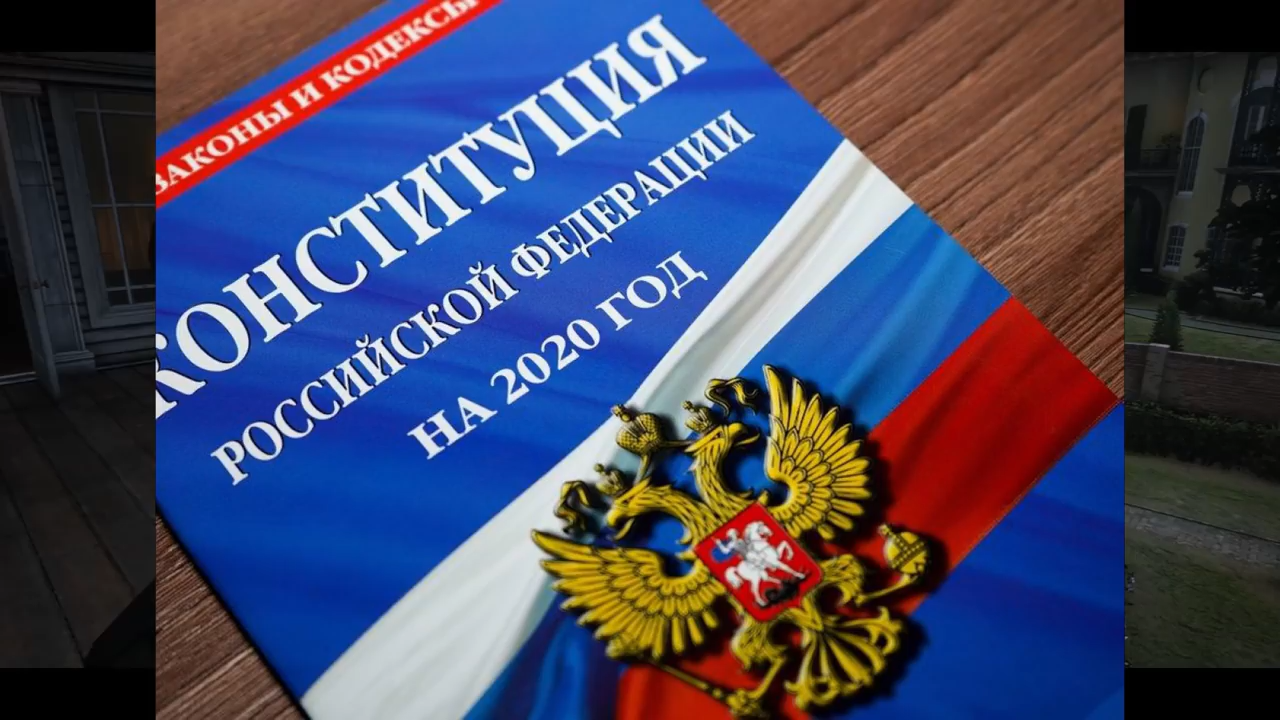 ЗАКОНЫ И КОДЕКСЫ
КОНСТИТУЦИЯ
РОССИЙСКОЙ ФЕДЕРАЦИИ
НА 2020 ГОД